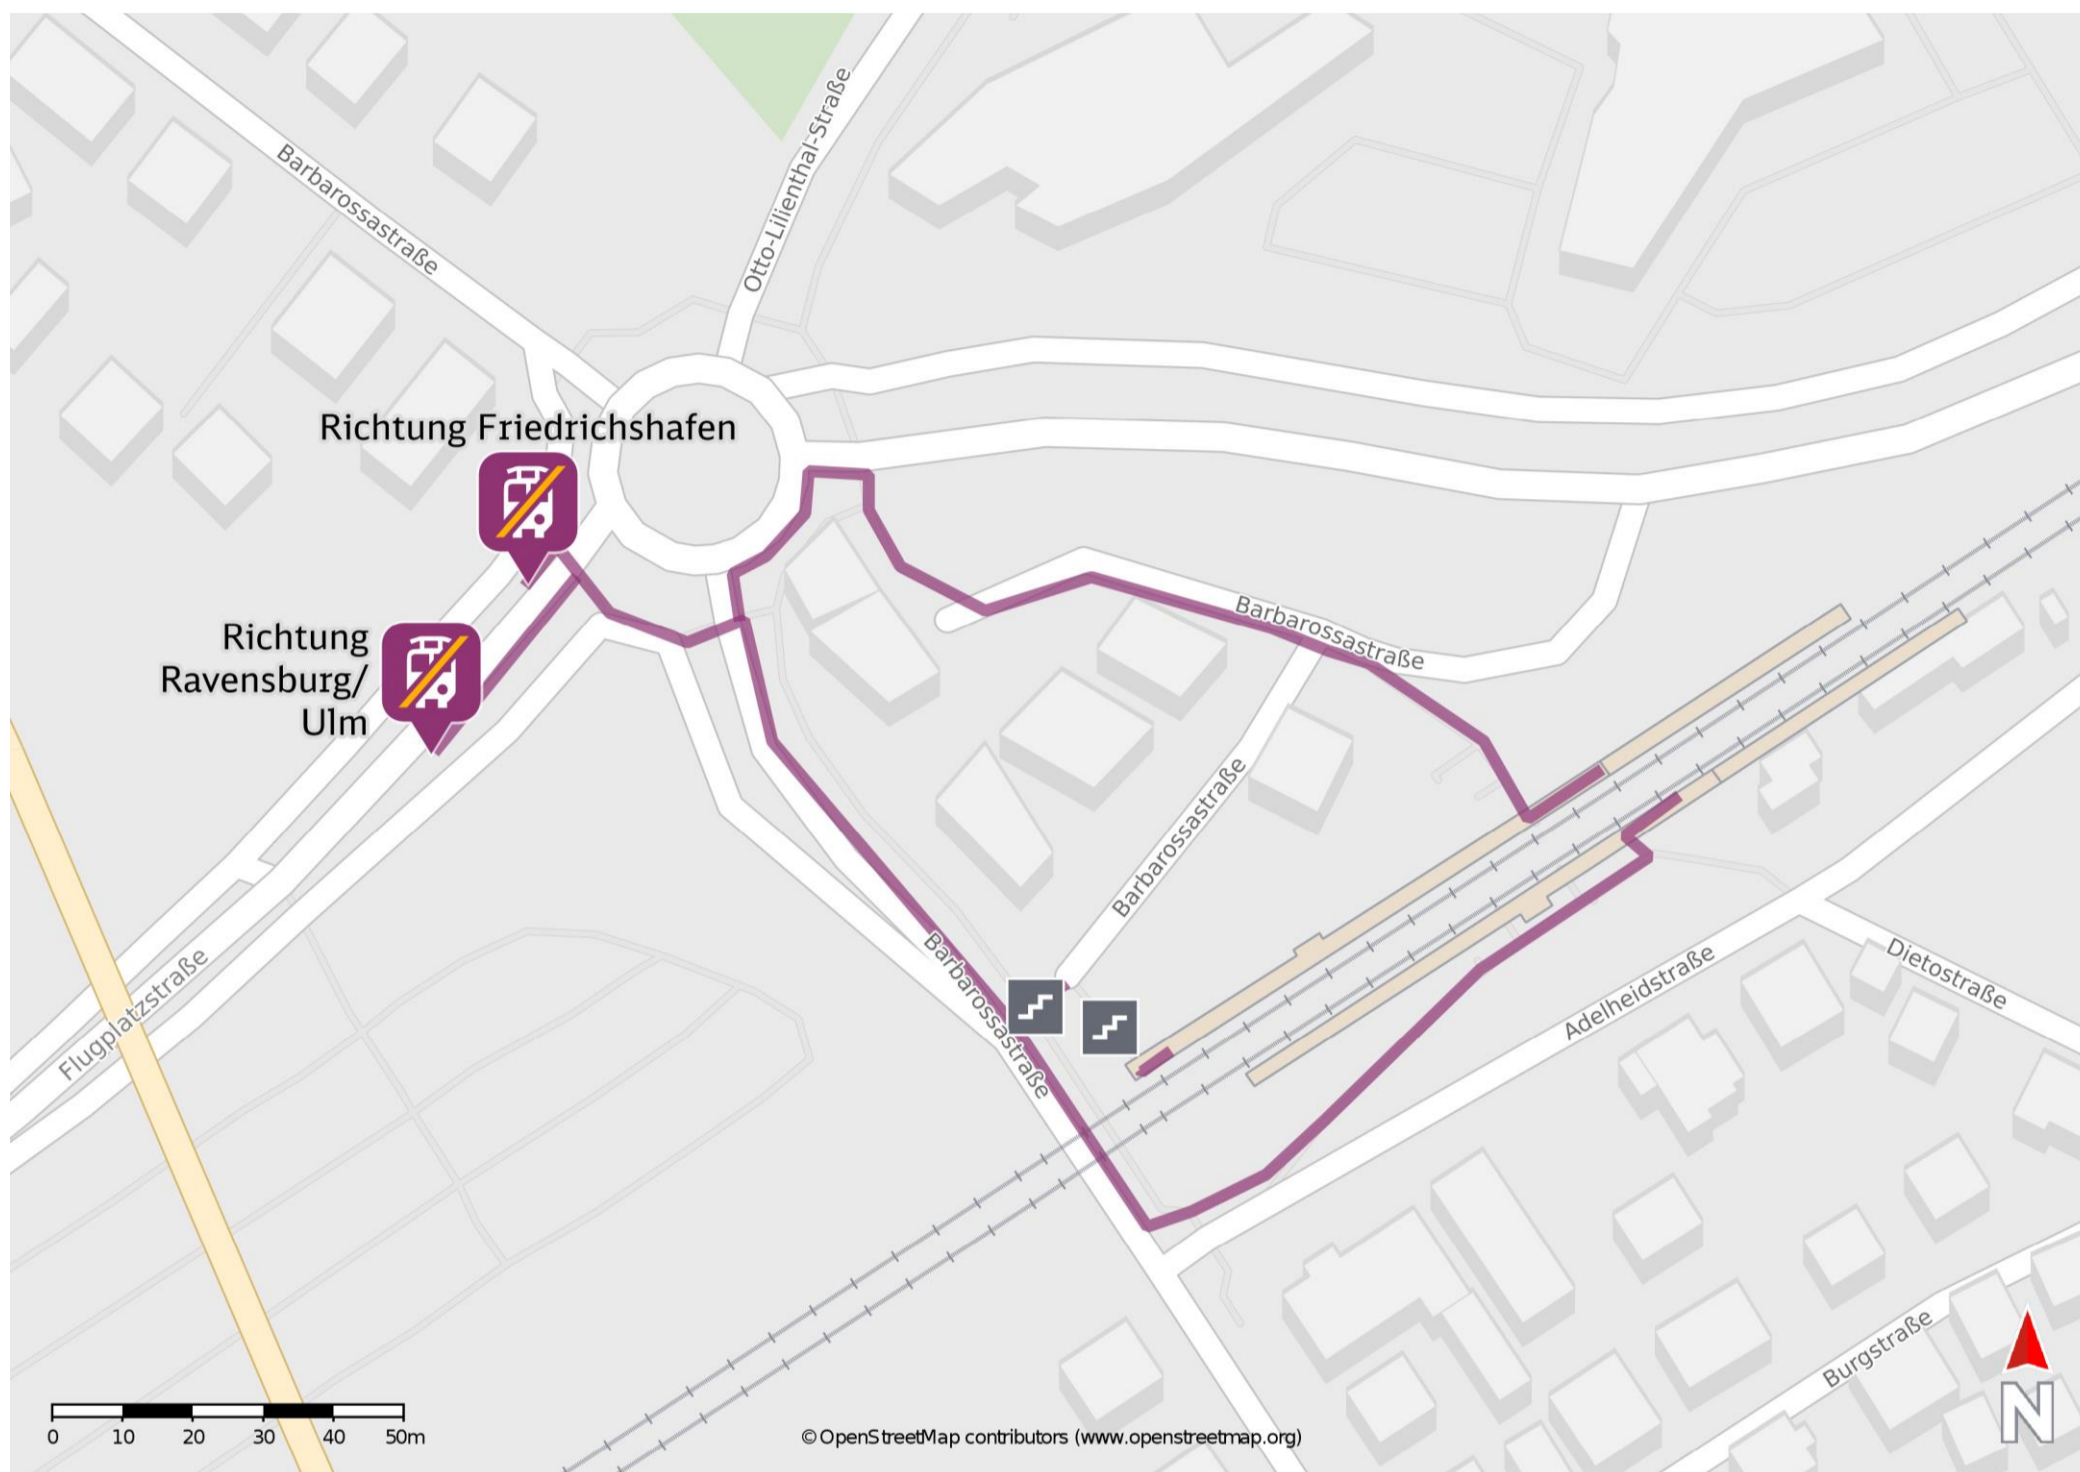 Barbarossastraße
Otto-Lilienthal-Straße
Richtung Friedrichshafen
Richtung
Ravensburg/
Ulm
Barbarossastraße
Barbarossastraße
Barbarossastraße
Flugplatzstraße
Adelheidstraße
Dietostraße
Burgstraße
0 10 20 30 40 50m
© OpenStreetMap contributors (www.openstreetmap.org)
N